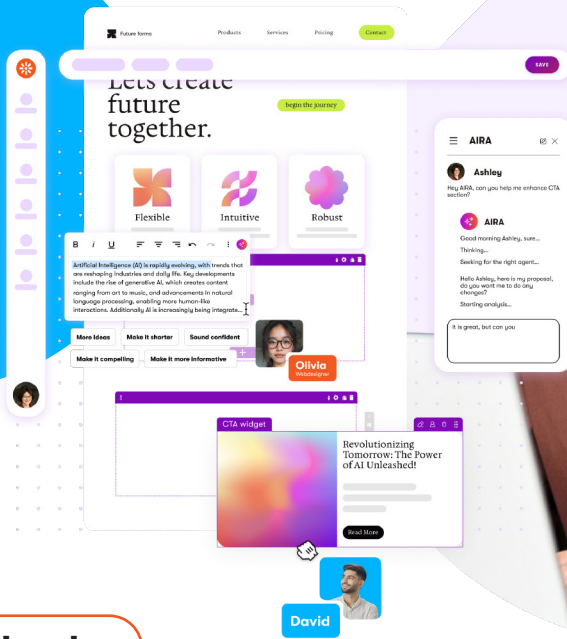 Future forms
Products
Services
Pricing
Contact
SAVE
Lets create
future
together.
begin the journey
Flexible
Intuitive
Robust
B i U
Artificial Intelligence (AI) is rapidly evolving, with trends that
are reshaping industries and daily life. Key developments
include the rise of generative AI, which creates content
ranging from art to music, and advancements in natural
language processing, enabling more human-like
interactions. Additionally AI is increasingly being integrate...
More Ideas
Make it shorter
Sound confident
Make it compelling
Make it more informative
Olivia
Webdesigner
AIRA
Ashley
Hey AIRA, can you help me enhance CTA
section?
AIRA
Good morning Ashley, sure...
Thinking...
Seeking for the right agent...
Hello Ashley, here is my proposal,
do you want me to do any
changes?
Starting analysis...
It is great, but can you
CTA widget
Revolutionizing
Tomorrow: The Power
of AI Unleashed!
Read More
David